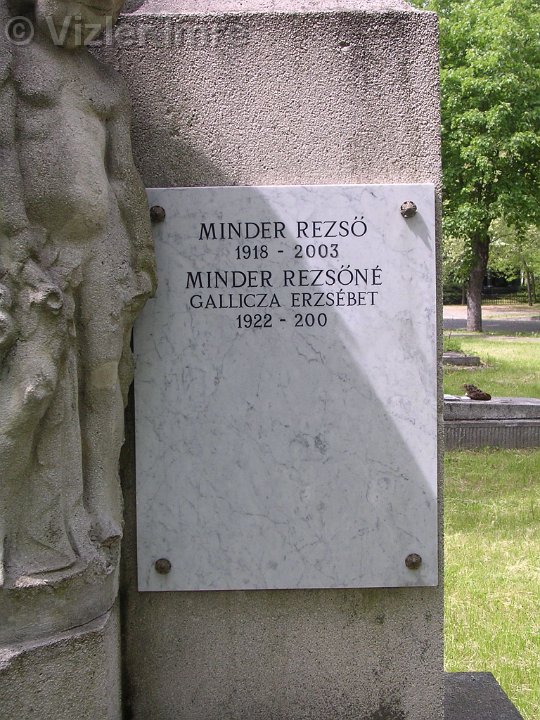 © Vizler Imre
MINDER REZSŐ
1918 - 2003
MINDER REZSŐNÉ
GALLICZA ERZSÉBET
1922 - 200